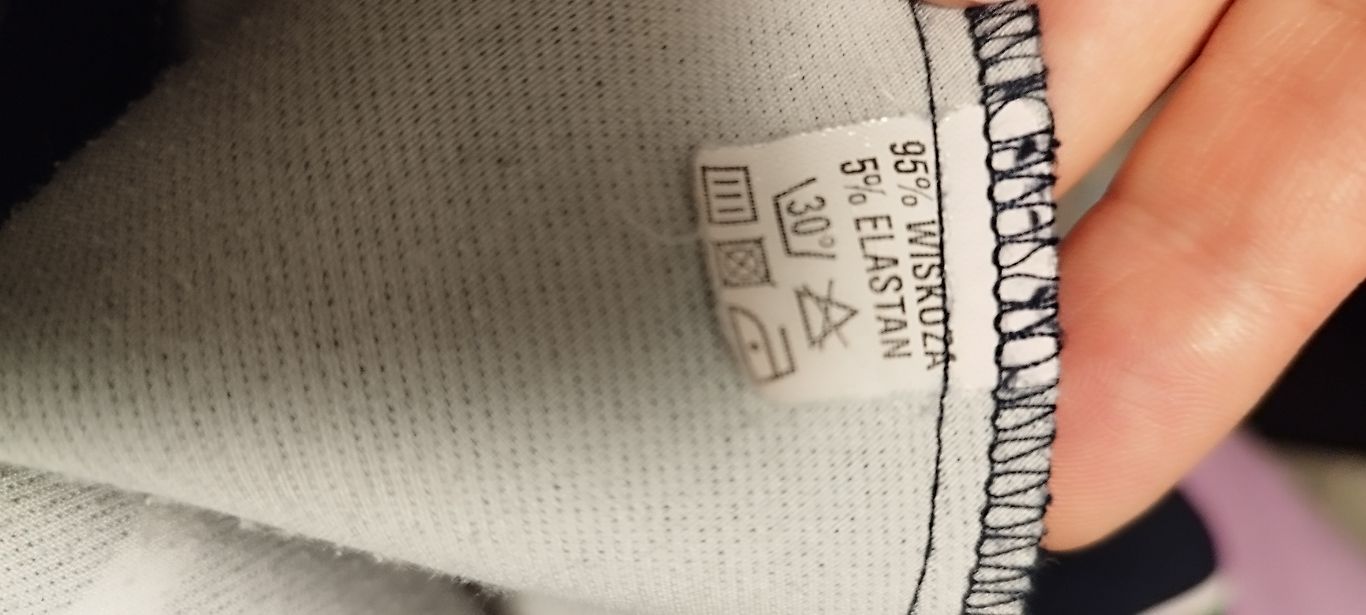 95% WISKOZA
5% ELASTAN
30°